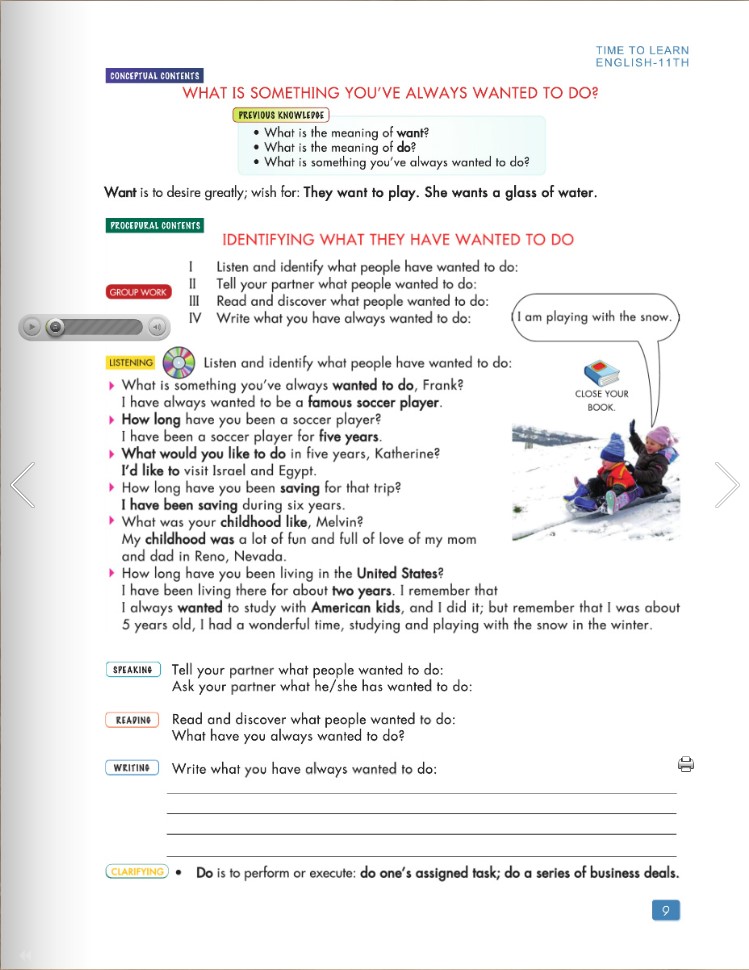 TIME TO LEARN
ENGLISH-11TH
CONCEPTUAL CONTENTS
WHAT IS SOMETHING YOU'VE ALWAYS WANTED TO DO?
PREVIOUS KNOWLEDGE
• What is the meaning of want?
• What is the meaning of do?
• What is something you've always wanted to do?
Want is to desire greatly; wish for: They want to play. She wants a glass of water.
PROCEDURAL CONTENTS
IDENTIFYING WHAT THEY HAVE WANTED TO DO
GROUP WORK
I Listen and identify what people have wanted to do:
II Tell your partner what people wanted to do:
III Read and discover what people wanted to do:
IV Write what you have always wanted to do:
I am playing with the snow.
CLOSE YOUR
BOOK.
LISTENING Listen and identify what people have wanted to do:
What is something you've always wanted to do, Frank?
I have always wanted to be a famous soccer player.
How long have you been a soccer player?
I have been a soccer player for five years.
What would you like to do in five years, Katherine?
I'd like to visit Israel and Egypt.
How long have you been saving for that trip?
I have been saving during six years.
What was your childhood like, Melvin?
My childhood was a lot of fun and full of love of my mom
and dad in Reno, Nevada.
How long have you been living in the United States?
I have been living there for about two years. I remember that
I always wanted to study with American kids, and I did it; but remember that I was about
5 years old, I had a wonderful time, studying and playing with the snow in the winter.
SPEAKING Tell your partner what people wanted to do:
Ask your partner what he/she has wanted to do:
READING Read and discover what people wanted to do:
What have you always wanted to do?
WRITING Write what you have always wanted to do:
CLARIFYING • Do is to perform or execute: do one's assigned task; do a series of business deals.
9